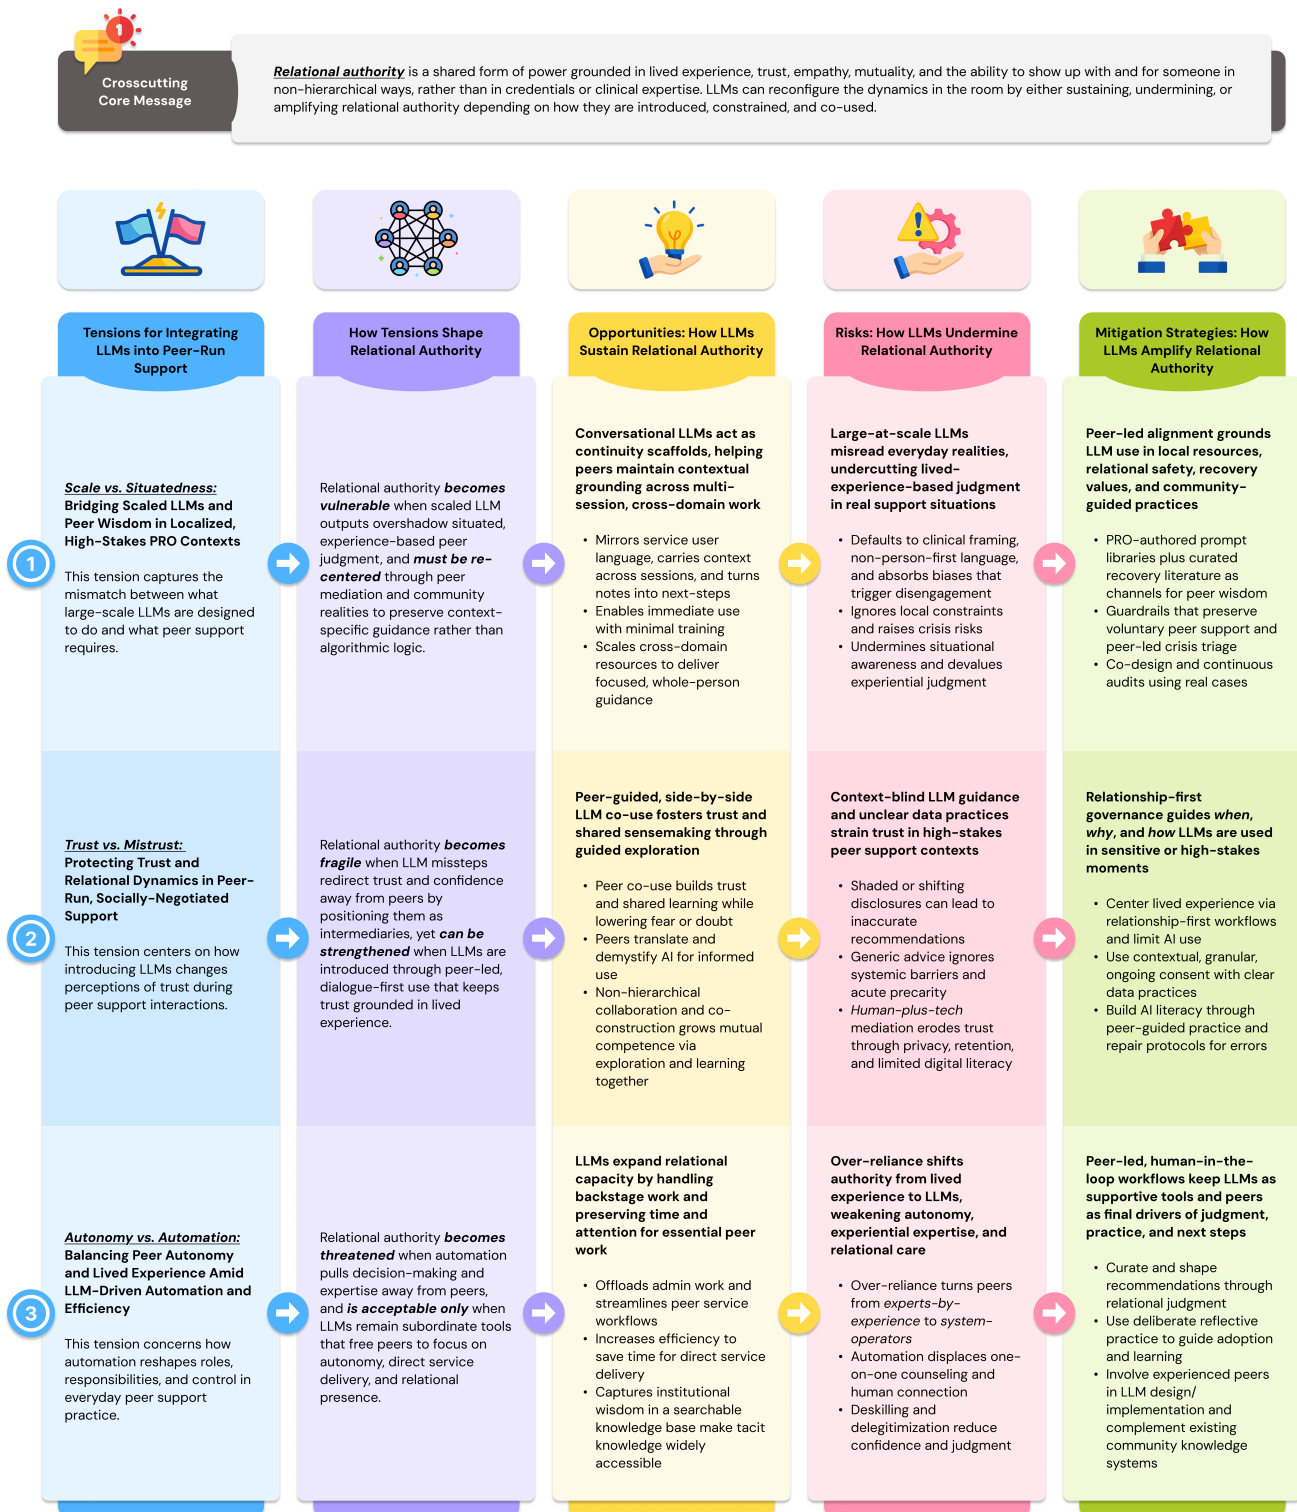 1
Crosscutting
Core Message
Relational authority is a shared form of power grounded in lived experience, trust, empathy, mutuality, and the ability to show up with and for someone in
non-hierarchical ways, rather than in credentials or clinical expertise. LLMs can reconfigure the dynamics in the room by either sustaining, undermining, or
amplifying relational authority depending on how they are introduced, constrained, and co-used.
Tensions for Integrating
LLMs into Peer-Run
Support
How Tensions Shape
Relational Authority
Opportunities: How LLMs
Sustain Relational Authority
Risks: How LLMs Undermine
Relational Authority
Mitigation Strategies: How
LLMs Amplify Relational
Authority
1
Scale vs. Situatedness:
Bridging Scaled LLMs and
Peer Wisdom in Localized,
High-Stakes PRO Contexts
This tension captures the
mismatch between what
large-scale LLMs are designed
to do and what peer support
requires.
Relational authority becomes
vulnerable when scaled LLM
outputs overshadow situated,
experience-based peer
judgment, and must be re-
centered through peer
mediation and community
realities to preserve context-
specific guidance rather than
algorithmic logic.
Conversational LLMs act as
continuity scaffolds, helping
peers maintain contextual
grounding across multi-
session, cross-domain work
• Mirrors service user
language, carries context
across sessions, and turns
notes into next-steps
• Enables immediate use
with minimal training
• Scales cross-domain
resources to deliver
focused, whole-person
guidance
Large-at-scale LLMs
misread everyday realities,
undercutting lived-
experience-based judgment
in real support situations
• Defaults to clinical framing,
non-person-first language,
and absorbs biases that
trigger disengagement
• Ignores local constraints
and raises crisis risks
• Undermines situational
awareness and devalues
experiential judgment
Peer-led alignment grounds
LLM use in local resources,
relational safety, recovery
values, and community-
guided practices
• PRO-authored prompt
libraries plus curated
recovery literature as
channels for peer wisdom
• Guardrails that preserve
voluntary peer support and
peer-led crisis triage
• Co-design and continuous
audits using real cases
2
Trust vs. Mistrust:
Protecting Trust and
Relational Dynamics in Peer-
Run, Socially-Negotiated
Support
This tension centers on how
introducing LLMs changes
perceptions of trust during
peer support interactions.
Relational authority becomes
fragile when LLM missteps
redirect trust and confidence
away from peers by
positioning them as
intermediaries, yet can be
strengthened when LLMs are
introduced through peer-led,
dialogue-first use that keeps
trust grounded in lived
experience.
Peer-guided, side-by-side
LLM co-use fosters trust and
shared sensemaking through
guided exploration
• Peer co-use builds trust
and shared learning while
lowering fear or doubt
• Peers translate and
demystify AI for informed
use
• Non-hierarchical
collaboration and co-
construction grows mutual
competence via
exploration and learning
together
Context-blind LLM guidance
and unclear data practices
strain trust in high-stakes
peer support contexts
• Shaded or shifting
disclosures can lead to
inaccurate
recommendations
• Generic advice ignores
systemic barriers and
acute precarity
• Human-plus-tech
mediation erodes trust
through privacy, retention,
and limited digital literacy
Relationship-first
governance guides when,
why, and how LLMs are used
in sensitive or high-stakes
moments
• Center lived experience via
relationship-first workflows
and limit AI use
• Use contextual, granular,
ongoing consent with clear
data practices
• Build AI literacy through
peer-guided practice and
repair protocols for errors
3
Autonomy vs. Automation:
Balancing Peer Autonomy
and Lived Experience Amid
LLM-Driven Automation and
Efficiency
This tension concerns how
automation reshapes roles,
responsibilities, and control in
everyday peer support
practice.
Relational authority becomes
threatened when automation
pulls decision-making and
expertise away from peers,
and is acceptable only when
LLMs remain subordinate tools
that free peers to focus on
autonomy, direct service
delivery, and relational
presence.
LLMs expand relational
capacity by handling
backstage work and
preserving time and
attention for essential peer
work
• Offloads admin work and
streamlines peer service
workflows
• Increases efficiency to
save time for direct service
delivery
• Captures institutional
wisdom in a searchable
knowledge base make tacit
knowledge widely
accessible
Over-reliance shifts
authority from lived
experience to LLMs,
weakening autonomy,
experiential expertise, and
relational care
• Over-reliance turns peers
from experts-by-
experience to system-
operators
• Automation displaces one-
on-one counseling and
human connection
• Deskilling and
delegitimization reduce
confidence and judgment
Peer-led, human-in-the-
loop workflows keep LLMs as
supportive tools and peers
as final drivers of judgment,
practice, and next steps
• Curate and shape
recommendations through
relational judgment
• Use deliberate reflective
practice to guide adoption
and learning
• Involve experienced peers
in LLM design/
implementation and
complement existing
community knowledge
systems